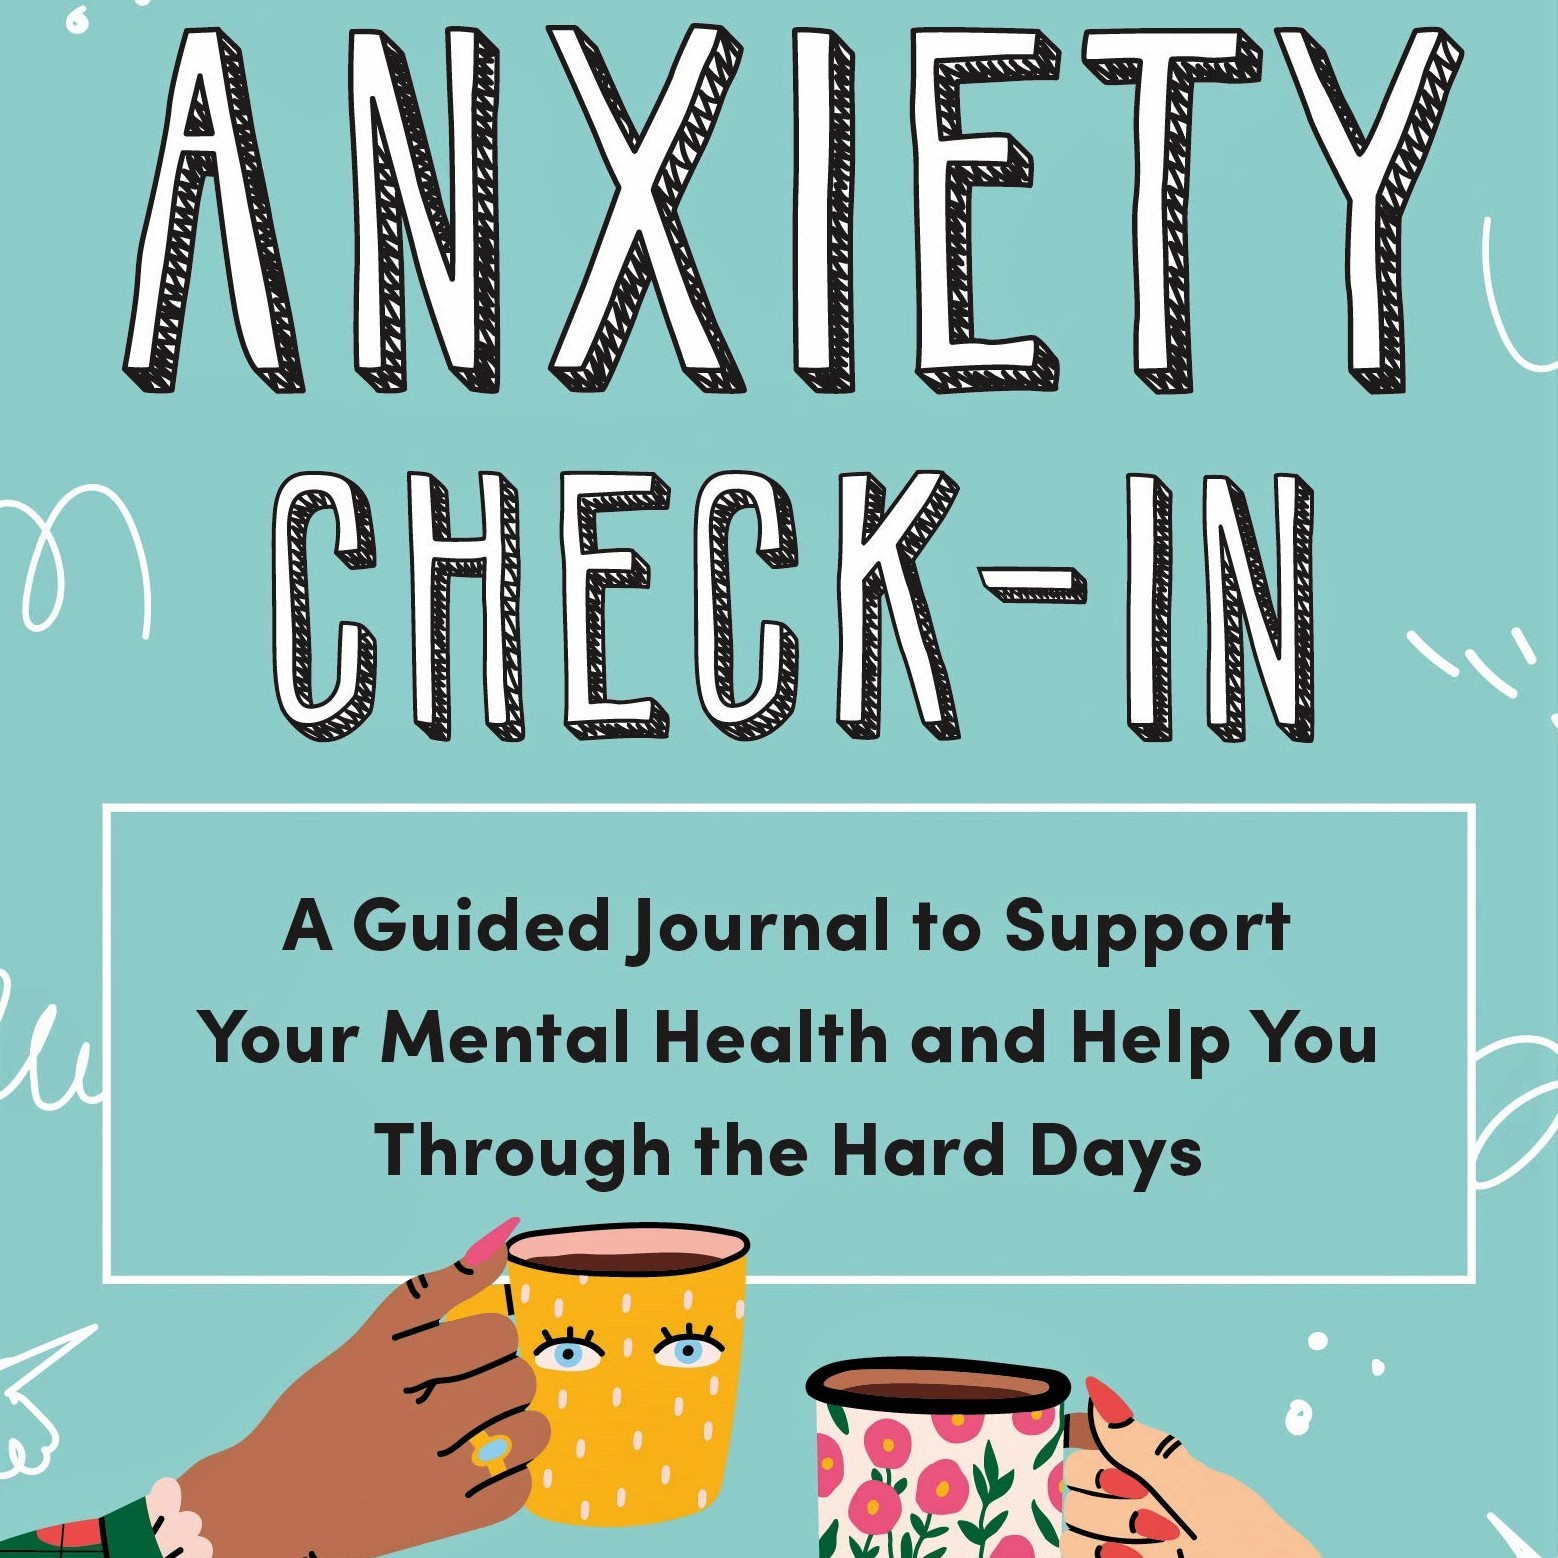 ANXIETY
CHECK-IN
A Guided Journal to Support
Your Mental Health and Help You
Through the Hard Days